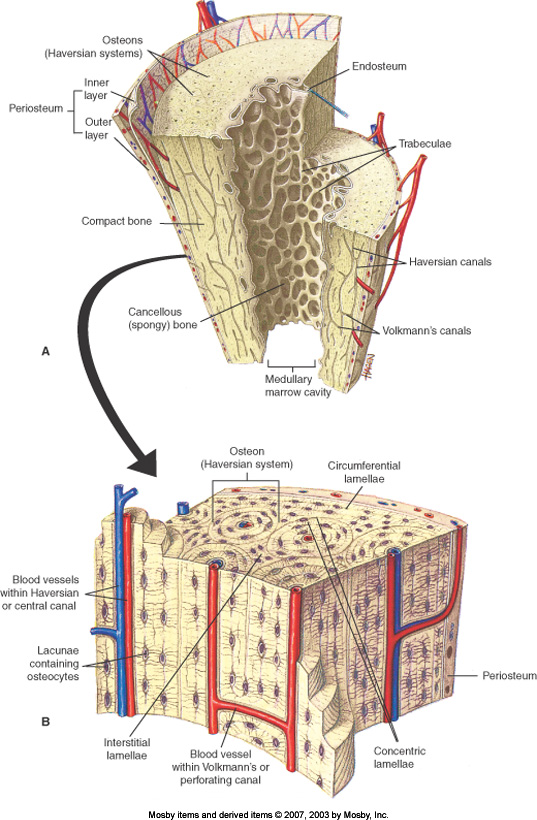 Osteons
(Haversian systems)
Endosteum
Inner
layer
Periosteum
Outer
layer
Trabeculae
Compact bone
Haversian canals
Cancellous
(spongy) bone
Volkmann's canals
A
Medullary
marrow cavity
Osteon
(Haversian system)
Circumferential
lamellae
Blood vessels
within Haversian
or central canal
Lacunae
containing
osteocytes
Periosteum
B
Interstitial
lamellae
Blood vessel
within Volkmann's or
perforating canal
Concentric
lamellae
Mosby items and derived items © 2007, 2003 by Mosby, Inc.